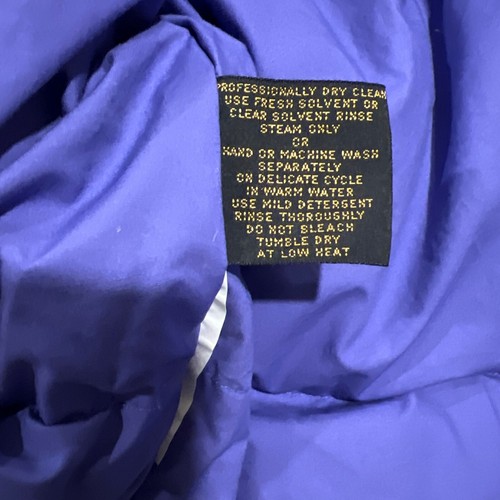 PROFESSIONALLY DRY CLEAN
USE FRESH SOLVENT OR
CLEAR SOLVENT RINSE
STEAM ONLY
OR
HAND OR MACHINE WASH
SEPARATELY
ON DELICATE CYCLE
IN WARM WATER
USE MILD DETERGENT
RINSE THOROUGHLY
DO NOT BLEACH
TUMBLE DRY
AT LOW HEAT